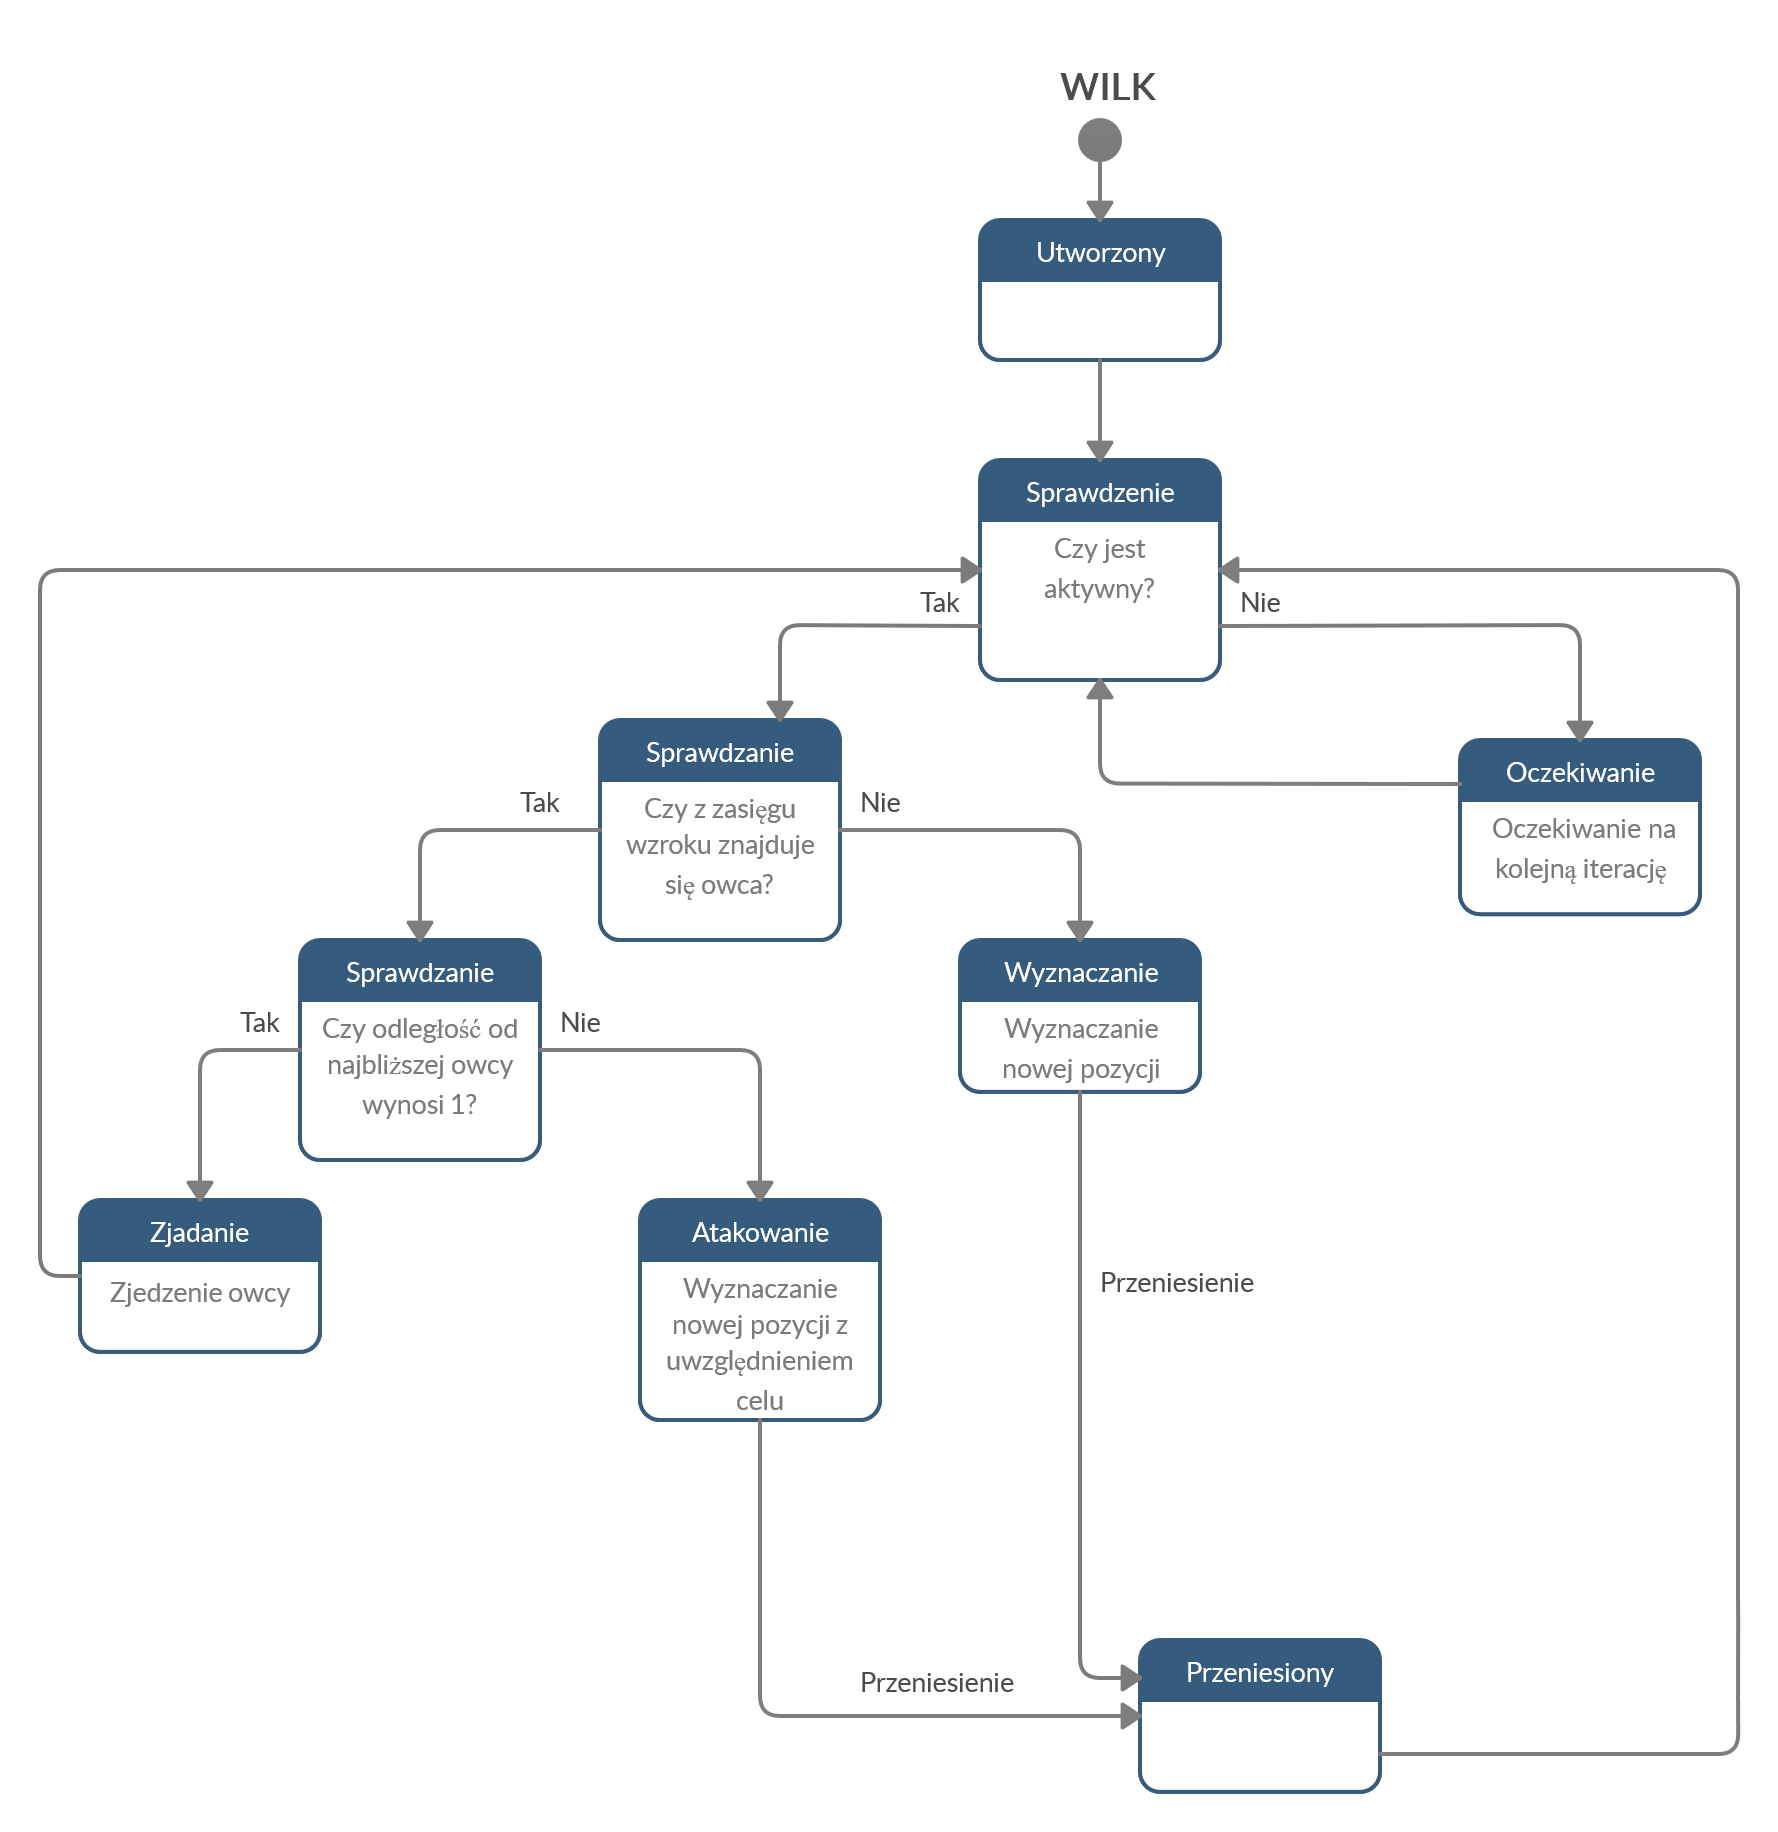 WILK
Utworzony
Sprawdzenie
Czy jest
aktywny?
Tak
Nie
Sprawdzanie
Czy z zasięgu
wzroku znajduje
się owca?
Tak
Nie
Oczekiwanie
Oczekiwanie na
kolejną iterację
Sprawdzanie
Czy odległość od
najbliższej owcy
wynosi 1?
Tak
Nie
Wyznaczanie
Wyznaczanie
nowej pozycji
Zjadanie
Zjedzenie owcy
Atakowanie
Wyznaczanie
nowej pozycji z
uwzględnieniem
celu
Przeniesienie
Przeniesienie
Przeniesiony